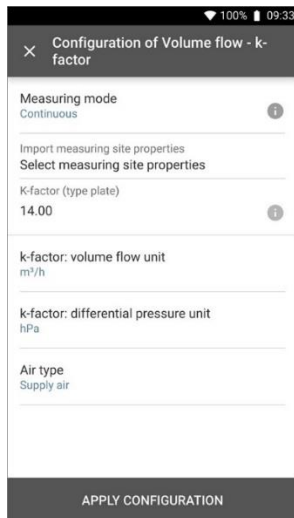 100% 09:33
Configuration of Volume flow - k-
factor
Measuring mode
Continuous
Import measuring site properties
Select measuring site properties
K-factor (type plate)
14.00
k-factor: volume flow unit
m³/h
k-factor: differential pressure unit
hPa
Air type
Supply air
APPLY CONFIGURATION